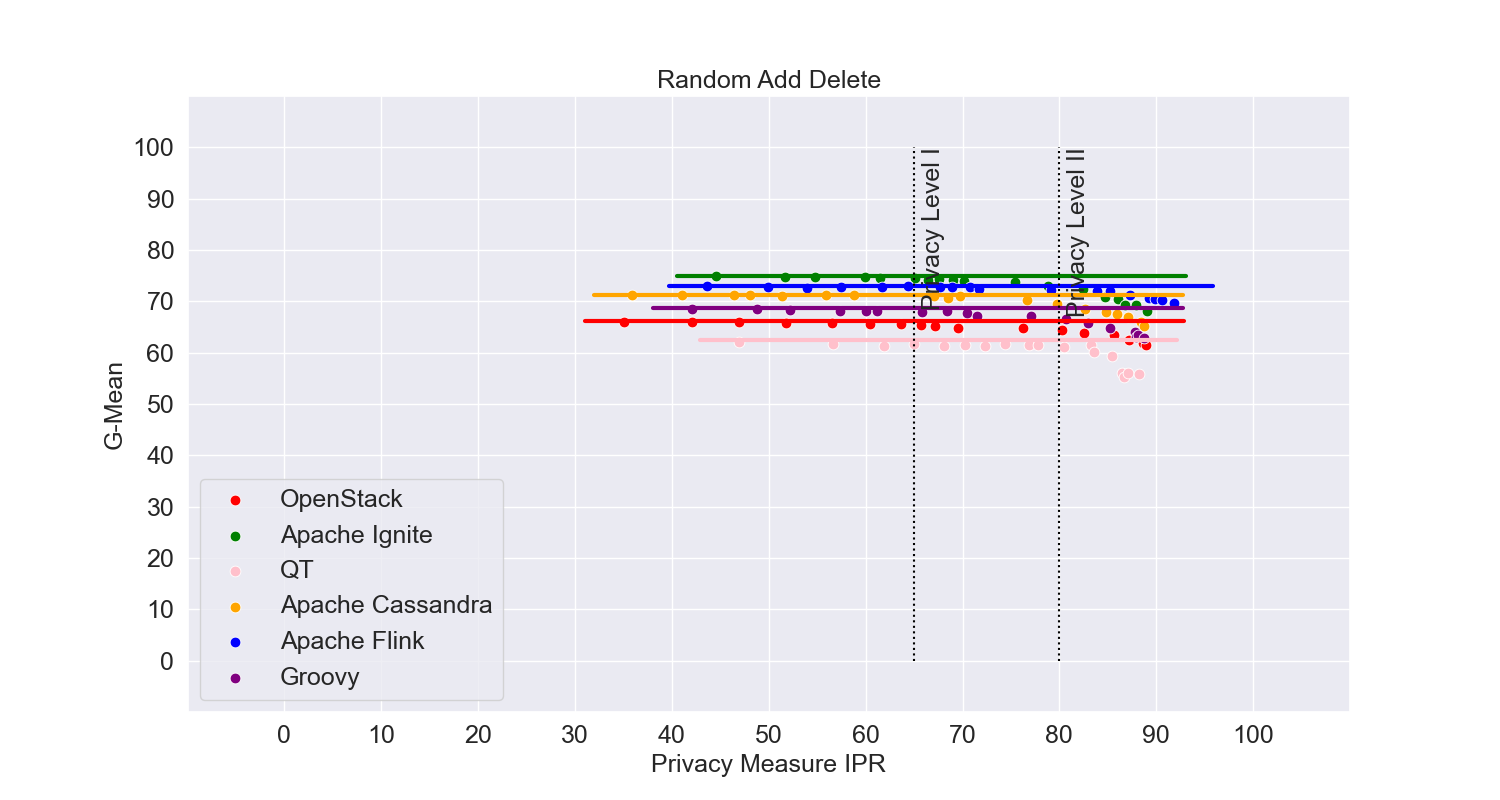 Random Add Delete
100
90
80
70
60
50
40
30
20
10
0
G-Mean
Privacy Level I
Privacy Level II
OpenStack
Apache Ignite
QT
Apache Cassandra
Apache Flink
Groovy
0 10 20 30 40 50 60 70 80 90 100
Privacy Measure IPR